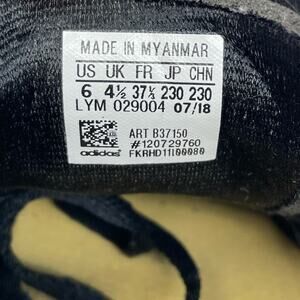 MADE IN MYANMAR
US UK FR JP CHN
6 4½ 37⅓ 230 230
LYM 029004 07/18
ART B37150
#120729760
adidas FKRHD11L00080